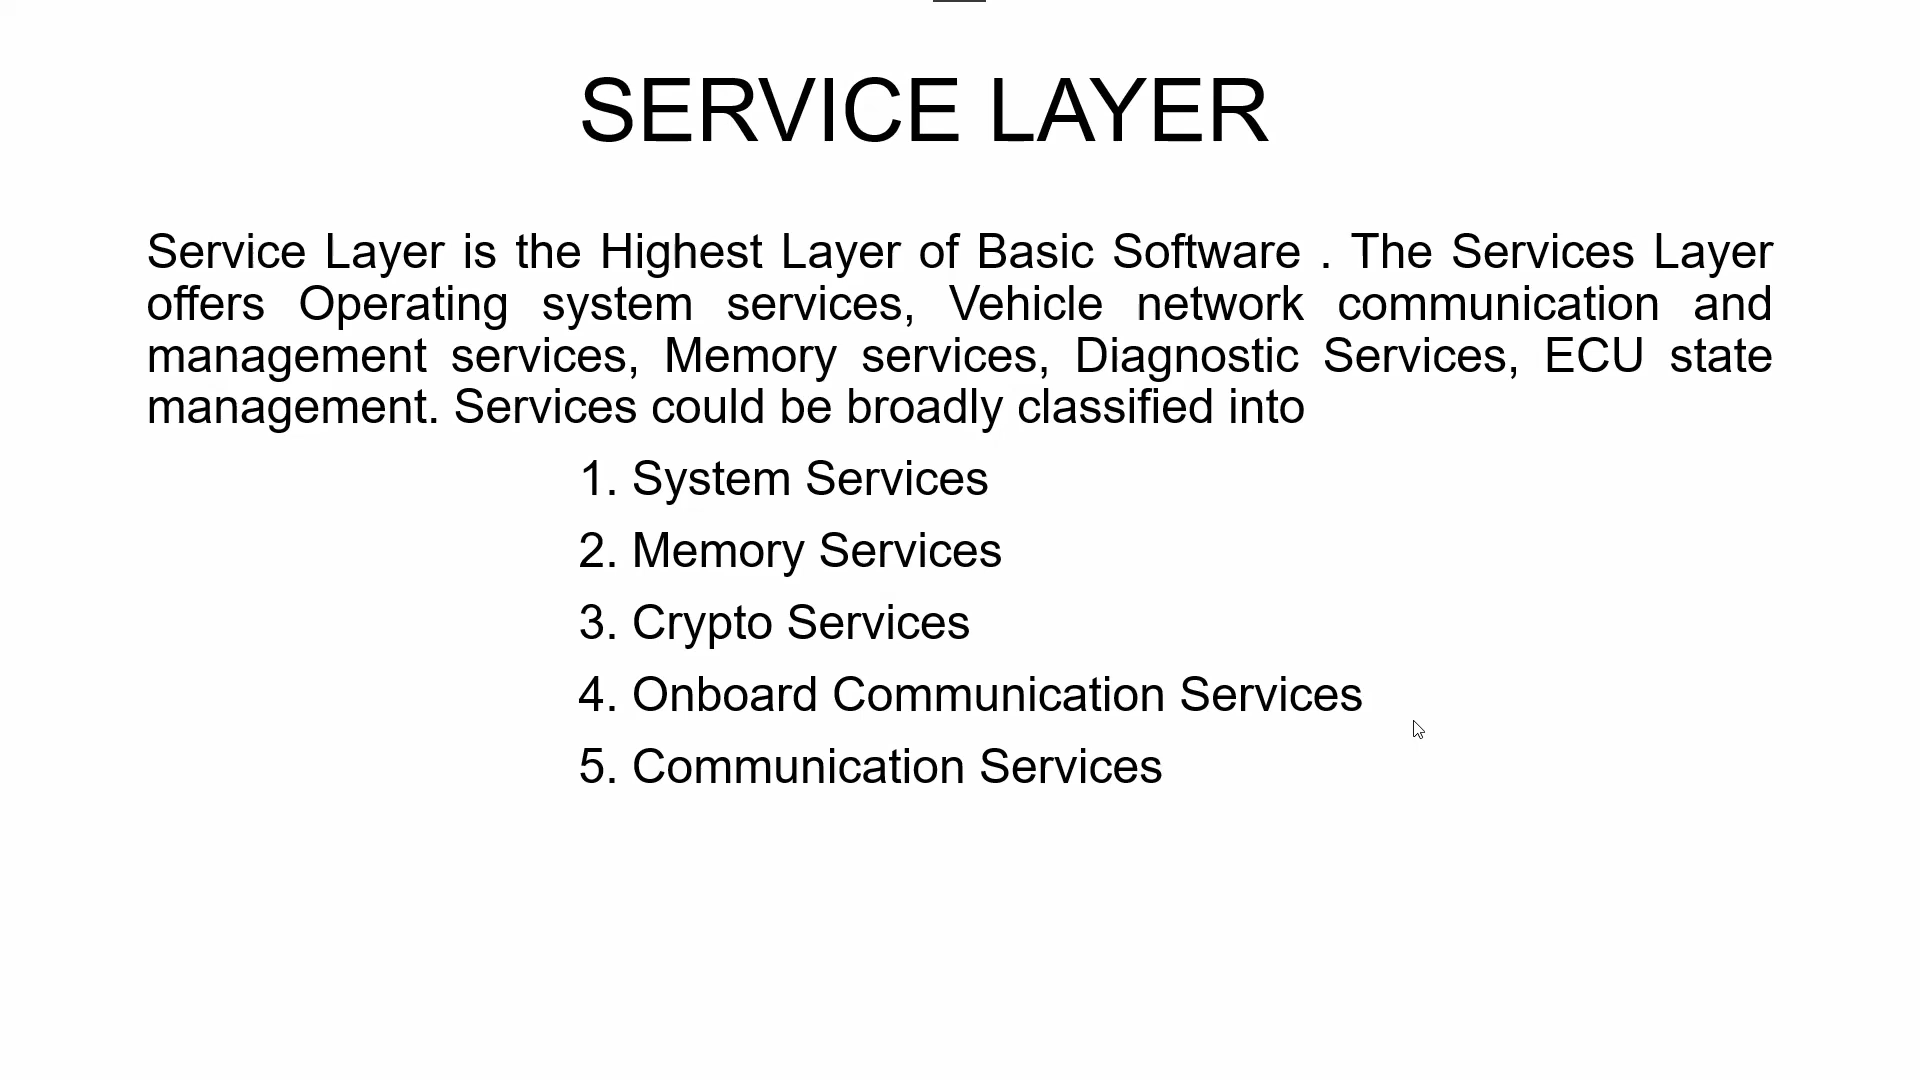 SERVICE LAYER
Service Layer is the Highest Layer of Basic Software . The Services Layer
offers Operating system services, Vehicle network communication and
management services, Memory services, Diagnostic Services, ECU state
management. Services could be broadly classified into
1. System Services
2. Memory Services
3. Crypto Services
4. Onboard Communication Services
5. Communication Services